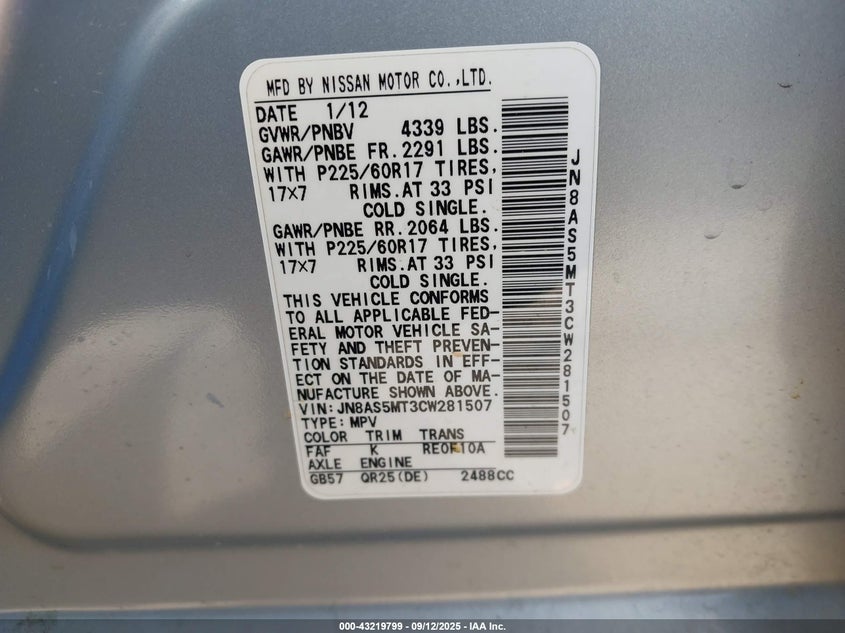 MFD BY NISSAN MOTOR CO.,LTD.
DATE 1/12
GVWR/PNBV 4339 LBS.
GAWR/PNBE FR.2291 LBS.
WITH P225/60R17 TIRES,
17×7 RIMS.AT 33 PSI
COLD SINGLE.
GAWR/PNBE RR.2064 LBS.
WITH P225/60R17 TIRES,
17×7 RIMS.AT 33 PSI
COLD SINGLE.
THIS VEHICLE CONFORMS
TO ALL APPLICABLE FED-
ERAL MOTOR VEHICLE SA-
FETY AND THEFT PREVEN-
TION STANDARDS IN EFF-
ECT ON THE DATE OF MA-
NUFACTURE SHOWN ABOVE.
VIN:JN8AS5MT3CW281507
TYPE:MPV
COLOR TRIM TRANS
FAF K RE0F10A
AXLE ENGINE
GB57 QR25(DE) 2488CC
JN8AS5MT3CW281507
000-43219799 - 09/12/2025 - IAA Inc.